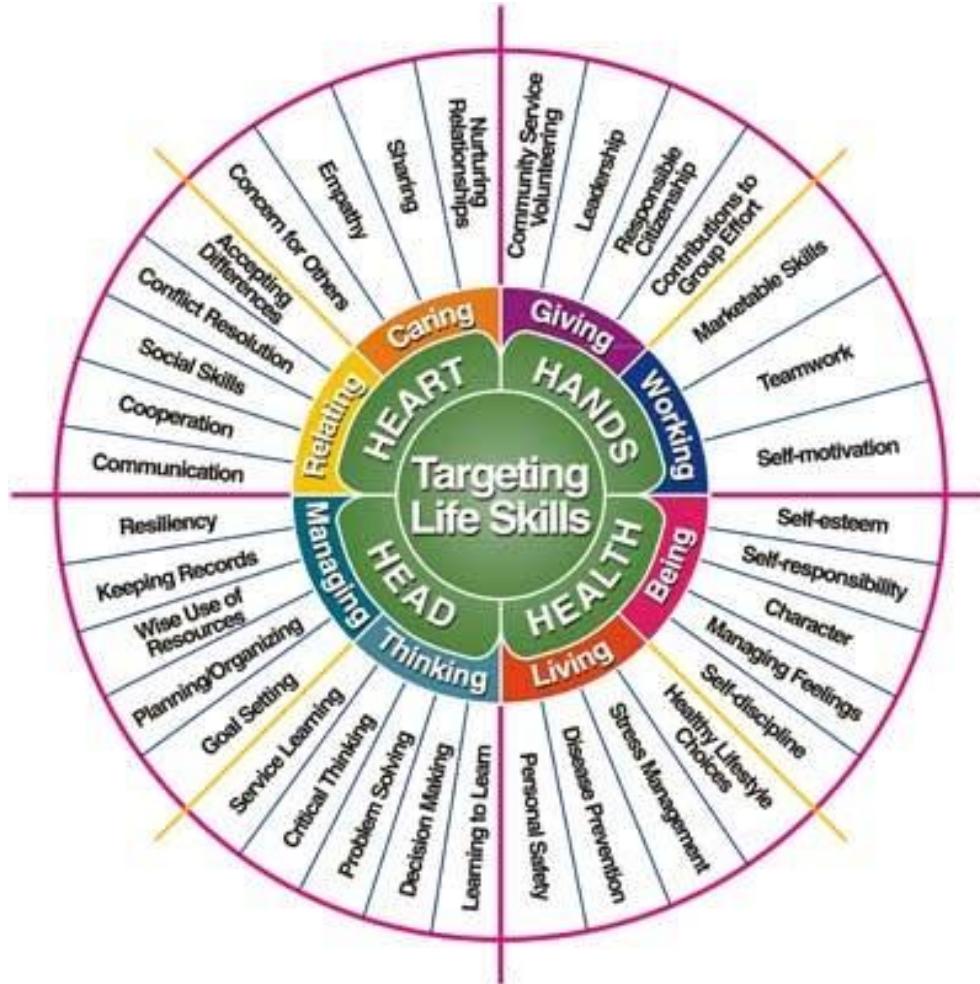 Targeting
Life Skills
HEART
HANDS
HEALTH
HEAD
Caring
Giving
Working
Being
Living
Thinking
Managing
Relating
Community Service
Volunteering
Leadership
Responsible
Citizenship
Contributions to
Group Effort
Marketable Skills
Teamwork
Self-motivation
Self-esteem
Self-responsibility
Character
Managing Feelings
Self-discipline
Healthy Lifestyle
Choices
Stress Management
Disease Prevention
Personal Safety
Learning to Learn
Decision Making
Problem Solving
Critical Thinking
Service Learning
Goal Setting
Planning/Organizing
Wise Use of
Resources
Keeping Records
Resiliency
Communication
Cooperation
Social Skills
Conflict Resolution
Accepting
Differences
Concern for Others
Empathy
Sharing
Nurturing
Relationships